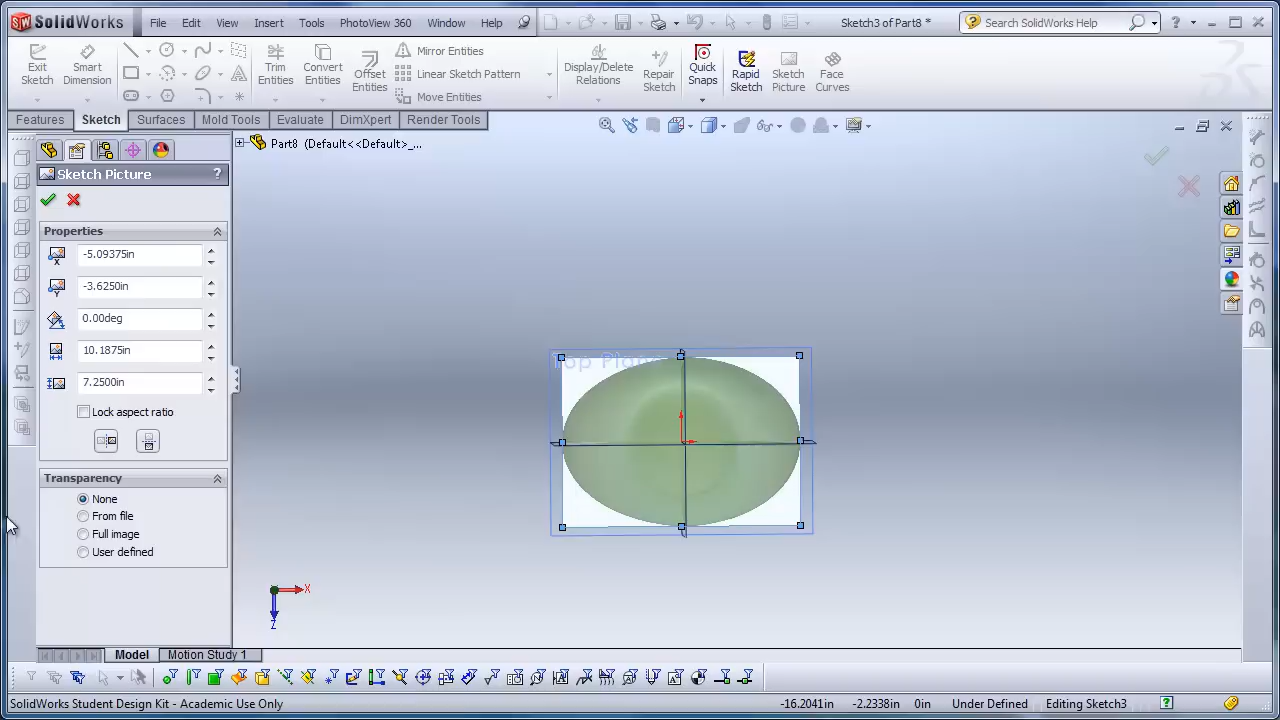 SolidWorks File Edit View Insert Tools PhotoView 360 Window Help Sketch3 of Part8 * Search SolidWorks Help
Exit Sketch
Smart Dimension
Trim Entities
Convert Entities
Offset Entities
Mirror Entities
Linear Sketch Pattern
Move Entities
Display/Delete Relations
Repair Sketch
Quick Snaps
Rapid Sketch
Sketch Picture
Face Curves
Features Sketch Surfaces Mold Tools Evaluate DimXpert Render Tools
Part8 (Default<<Default>_...
Sketch Picture ?
Properties
X -5.09375in
Y -3.6250in
0.00deg
10.1875in
7.2500in
Lock aspect ratio
Transparency
None
From file
Full image
User defined
Top Plane
X
Z
Model Motion Study 1
SolidWorks Student Design Kit - Academic Use Only -16.2041in -2.2338in 0in Under Defined Editing Sketch3 ?